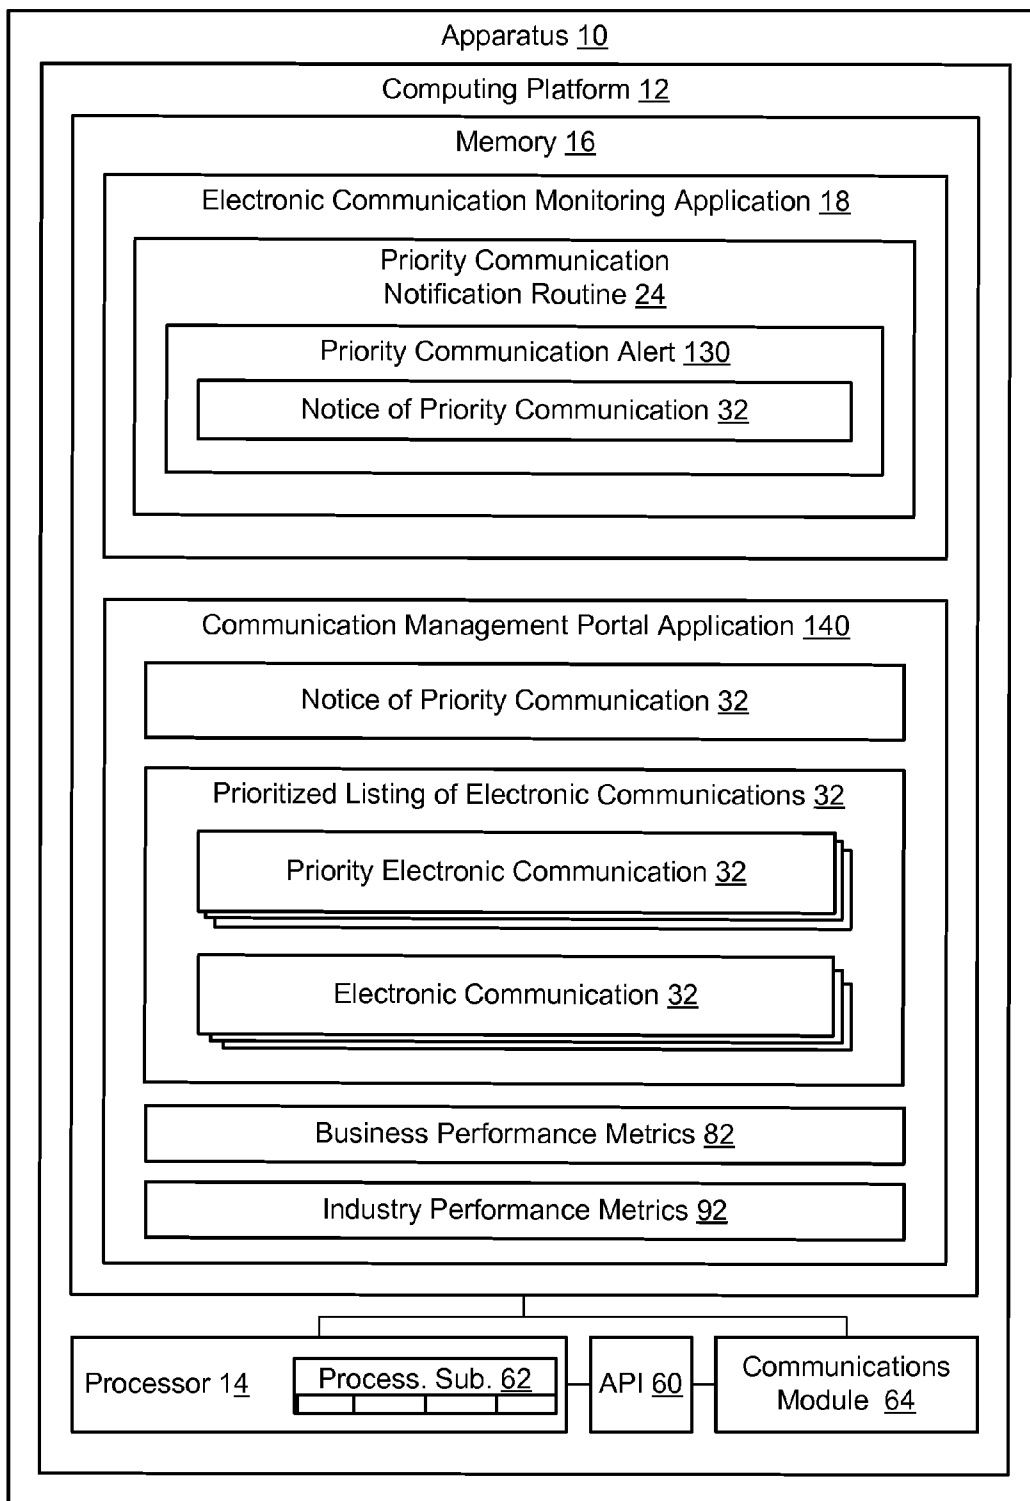 Apparatus 10
Computing Platform 12
Memory 16
Electronic Communication Monitoring Application 18
Priority Communication
Notification Routine 24
Priority Communication Alert 130
Notice of Priority Communication 32
Communication Management Portal Application 140
Notice of Priority Communication 32
Prioritized Listing of Electronic Communications 32
Priority Electronic Communication 32
Electronic Communication 32
Business Performance Metrics 82
Industry Performance Metrics 92
Processor 14
Process. Sub. 62
API 60
Communications
Module 64